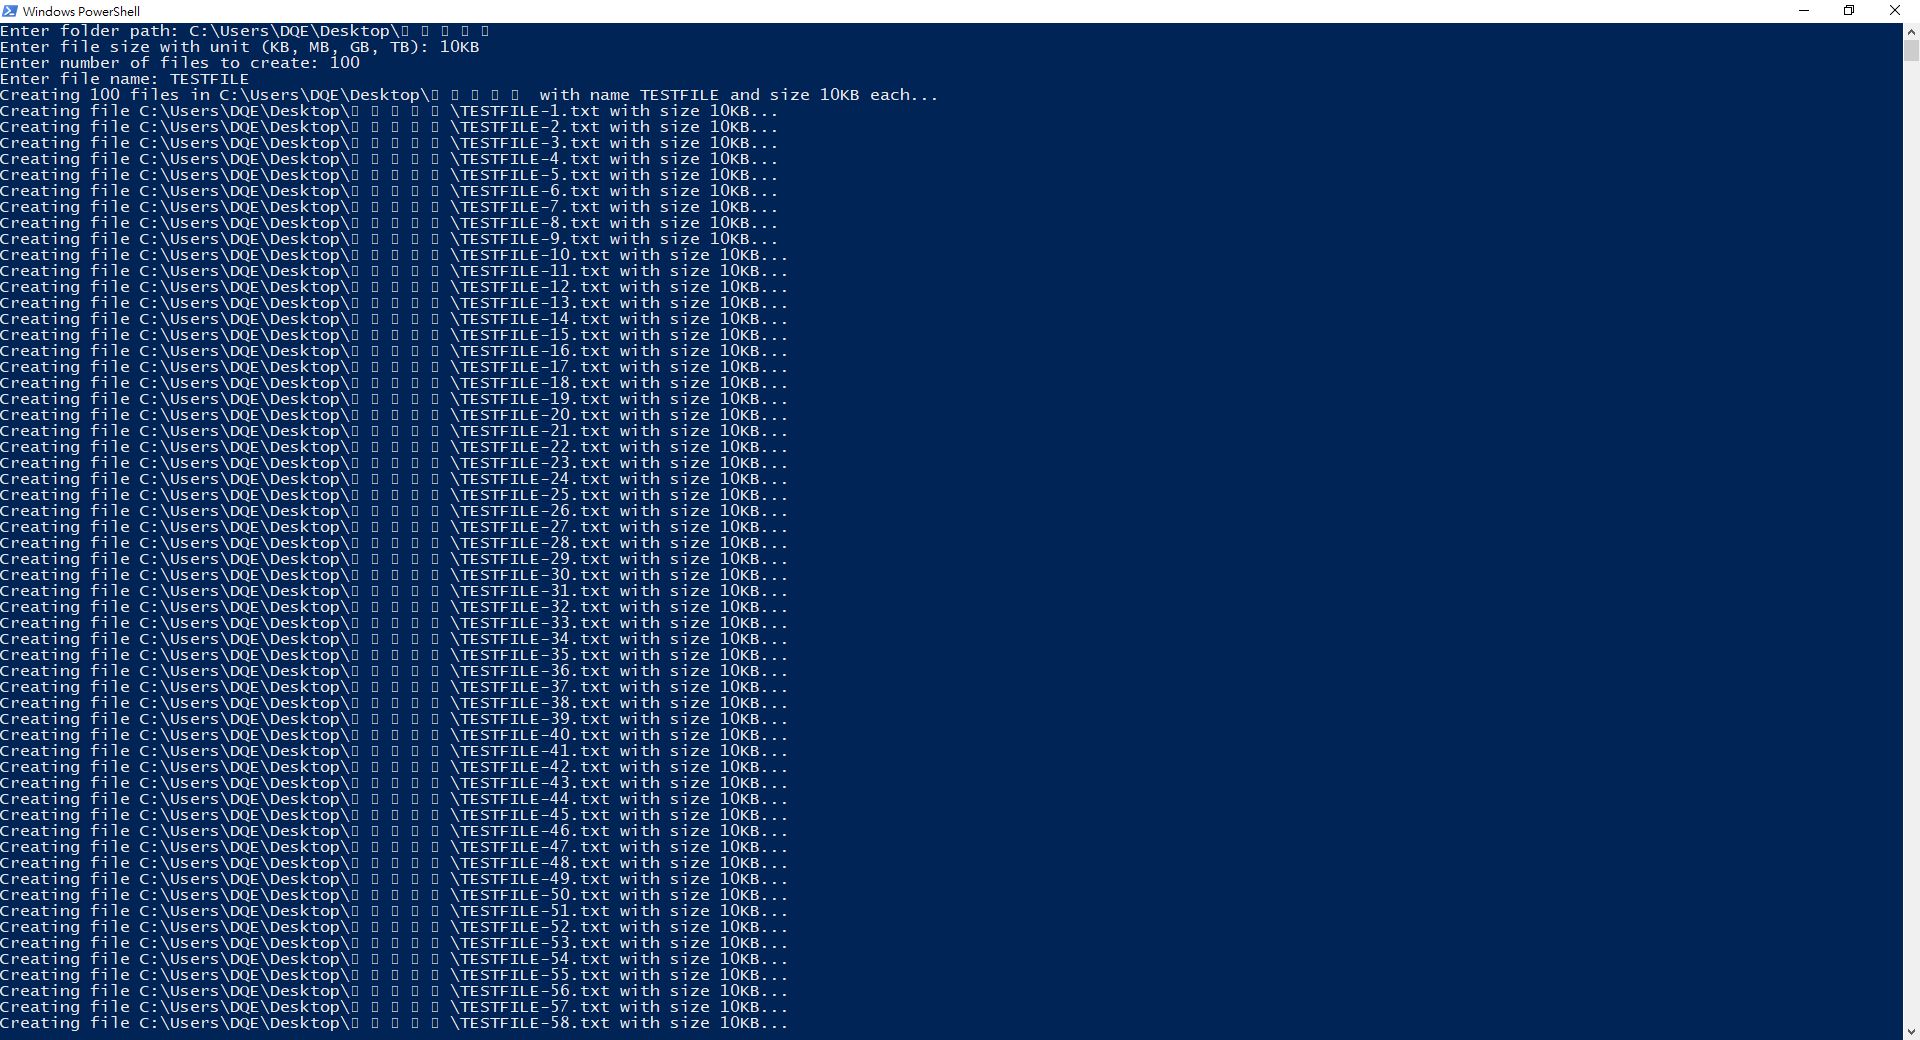 Windows PowerShell
Enter folder path: C:\Users\DQE\Desktop\
Enter file size with unit (KB, MB, GB, TB): 10KB
Enter number of files to create: 100
Enter file name: TESTFILE
Creating 100 files in C:\Users\DQE\Desktop\ with name TESTFILE and size 10KB each...
Creating file C:\Users\DQE\Desktop\ \TESTFILE-1.txt with size 10KB...
Creating file C:\Users\DQE\Desktop\ \TESTFILE-2.txt with size 10KB...
Creating file C:\Users\DQE\Desktop\ \TESTFILE-3.txt with size 10KB...
Creating file C:\Users\DQE\Desktop\ \TESTFILE-4.txt with size 10KB...
Creating file C:\Users\DQE\Desktop\ \TESTFILE-5.txt with size 10KB...
Creating file C:\Users\DQE\Desktop\ \TESTFILE-6.txt with size 10KB...
Creating file C:\Users\DQE\Desktop\ \TESTFILE-7.txt with size 10KB...
Creating file C:\Users\DQE\Desktop\ \TESTFILE-8.txt with size 10KB...
Creating file C:\Users\DQE\Desktop\ \TESTFILE-9.txt with size 10KB...
Creating file C:\Users\DQE\Desktop\ \TESTFILE-10.txt with size 10KB...
Creating file C:\Users\DQE\Desktop\ \TESTFILE-11.txt with size 10KB...
Creating file C:\Users\DQE\Desktop\ \TESTFILE-12.txt with size 10KB...
Creating file C:\Users\DQE\Desktop\ \TESTFILE-13.txt with size 10KB...
Creating file C:\Users\DQE\Desktop\ \TESTFILE-14.txt with size 10KB...
Creating file C:\Users\DQE\Desktop\ \TESTFILE-15.txt with size 10KB...
Creating file C:\Users\DQE\Desktop\ \TESTFILE-16.txt with size 10KB...
Creating file C:\Users\DQE\Desktop\ \TESTFILE-17.txt with size 10KB...
Creating file C:\Users\DQE\Desktop\ \TESTFILE-18.txt with size 10KB...
Creating file C:\Users\DQE\Desktop\ \TESTFILE-19.txt with size 10KB...
Creating file C:\Users\DQE\Desktop\ \TESTFILE-20.txt with size 10KB...
Creating file C:\Users\DQE\Desktop\ \TESTFILE-21.txt with size 10KB...
Creating file C:\Users\DQE\Desktop\ \TESTFILE-22.txt with size 10KB...
Creating file C:\Users\DQE\Desktop\ \TESTFILE-23.txt with size 10KB...
Creating file C:\Users\DQE\Desktop\ \TESTFILE-24.txt with size 10KB...
Creating file C:\Users\DQE\Desktop\ \TESTFILE-25.txt with size 10KB...
Creating file C:\Users\DQE\Desktop\ \TESTFILE-26.txt with size 10KB...
Creating file C:\Users\DQE\Desktop\ \TESTFILE-27.txt with size 10KB...
Creating file C:\Users\DQE\Desktop\ \TESTFILE-28.txt with size 10KB...
Creating file C:\Users\DQE\Desktop\ \TESTFILE-29.txt with size 10KB...
Creating file C:\Users\DQE\Desktop\ \TESTFILE-30.txt with size 10KB...
Creating file C:\Users\DQE\Desktop\ \TESTFILE-31.txt with size 10KB...
Creating file C:\Users\DQE\Desktop\ \TESTFILE-32.txt with size 10KB...
Creating file C:\Users\DQE\Desktop\ \TESTFILE-33.txt with size 10KB...
Creating file C:\Users\DQE\Desktop\ \TESTFILE-34.txt with size 10KB...
Creating file C:\Users\DQE\Desktop\ \TESTFILE-35.txt with size 10KB...
Creating file C:\Users\DQE\Desktop\ \TESTFILE-36.txt with size 10KB...
Creating file C:\Users\DQE\Desktop\ \TESTFILE-37.txt with size 10KB...
Creating file C:\Users\DQE\Desktop\ \TESTFILE-38.txt with size 10KB...
Creating file C:\Users\DQE\Desktop\ \TESTFILE-39.txt with size 10KB...
Creating file C:\Users\DQE\Desktop\ \TESTFILE-40.txt with size 10KB...
Creating file C:\Users\DQE\Desktop\ \TESTFILE-41.txt with size 10KB...
Creating file C:\Users\DQE\Desktop\ \TESTFILE-42.txt with size 10KB...
Creating file C:\Users\DQE\Desktop\ \TESTFILE-43.txt with size 10KB...
Creating file C:\Users\DQE\Desktop\ \TESTFILE-44.txt with size 10KB...
Creating file C:\Users\DQE\Desktop\ \TESTFILE-45.txt with size 10KB...
Creating file C:\Users\DQE\Desktop\ \TESTFILE-46.txt with size 10KB...
Creating file C:\Users\DQE\Desktop\ \TESTFILE-47.txt with size 10KB...
Creating file C:\Users\DQE\Desktop\ \TESTFILE-48.txt with size 10KB...
Creating file C:\Users\DQE\Desktop\ \TESTFILE-49.txt with size 10KB...
Creating file C:\Users\DQE\Desktop\ \TESTFILE-50.txt with size 10KB...
Creating file C:\Users\DQE\Desktop\ \TESTFILE-51.txt with size 10KB...
Creating file C:\Users\DQE\Desktop\ \TESTFILE-52.txt with size 10KB...
Creating file C:\Users\DQE\Desktop\ \TESTFILE-53.txt with size 10KB...
Creating file C:\Users\DQE\Desktop\ \TESTFILE-54.txt with size 10KB...
Creating file C:\Users\DQE\Desktop\ \TESTFILE-55.txt with size 10KB...
Creating file C:\Users\DQE\Desktop\ \TESTFILE-56.txt with size 10KB...
Creating file C:\Users\DQE\Desktop\ \TESTFILE-57.txt with size 10KB...
Creating file C:\Users\DQE\Desktop\ \TESTFILE-58.txt with size 10KB...